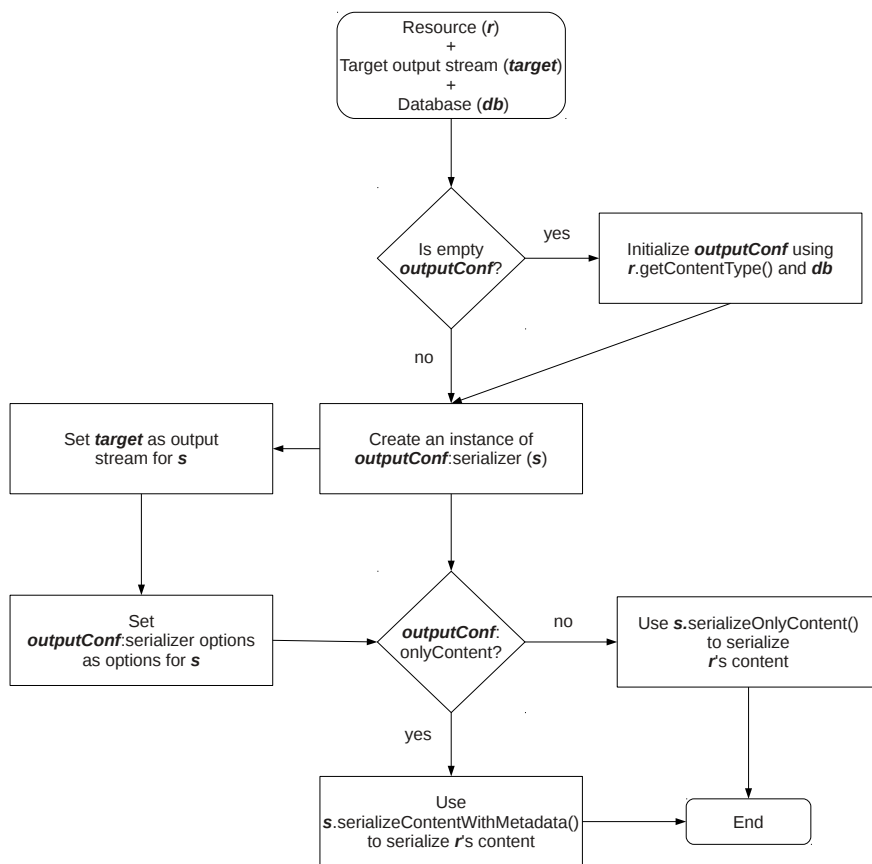 Resource (r)
+
Target output stream (target)
+
Database (db)
Is empty
outputConf?
yes
Initialize outputConf using
r.getContentType() and db
no
Set target as output
stream for s
Create an instance of
outputConf:serializer (s)
Set
outputConf:serializer options
as options for s
outputConf:
onlyContent?
no
Use s.serializeOnlyContent()
to serialize
r's content
yes
Use
s.serializeContentWithMetadata()
to serialize r's content
End